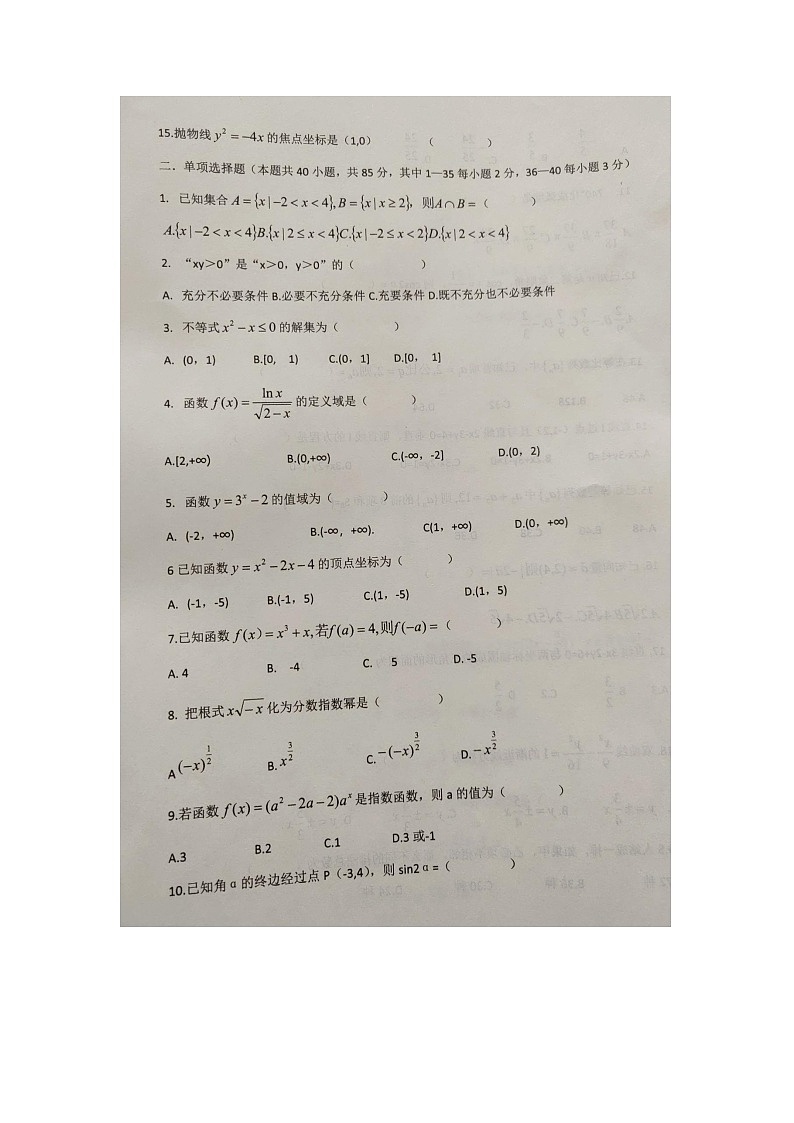 15.抛物线 y² = -4x 的焦点坐标是（1,0） （ ）
二．单项选择题（本题共 40 小题，共 85 分，其中 1—35 每小题 2 分，36—40 每小题 3 分）
1. 已知集合 A = {x | -2 < x < 4}, B = {x | x ≥ 2}，则A∩B =（ ）
A.{x | -2 < x < 4}B.{x | 2 ≤ x < 4}C.{x | -2 ≤ x < 2}D.{x | 2 < x < 4}
2. “xy＞0”是“x＞0，y＞0”的（ ）
A. 充分不必要条件 B.必要不充分条件 C.充要条件 D.既不充分也不必要条件
3. 不等式 x² - x ≤ 0 的解集为（ ）
A.（0，1） B.[0， 1） C.(0，1] D.[0， 1]
4. 函数 f(x) = ln x / √(2 - x) 的定义域是（ ）
A.[2,+∞) B.(0,+∞) C.(-∞，-2] D.(0，2)
5. 函数 y = 3ˣ - 2 的值域为（ ）
A.（-2，+∞） B.(-∞，+∞). C(1，+∞) D.(0，+∞)
6 已知函数 y = x² - 2x - 4 的顶点坐标为（ ）
A.（-1，-5） B.(-1，5) C.(1，-5) D.(1，5)
7.已知函数 f(x) = x³ + x,若f(a) = 4,则f(-a) =（ ）
A. 4 B. -4 C. 5 D. -5
8. 把根式 x√-x 化为分数指数幂是（ ）
A (-x)^(1/2) B. x^(3/2) C. -(-x)^(3/2) D. -x^(3/2)
9.若函数 f(x) = (a² - 2a - 2)aˣ 是指数函数，则 a 的值为（ ）
A.3 B.2 C.1 D.3 或-1
10.已知角 α 的终边经过点 P（-3,4），则 sin2α=（ ）